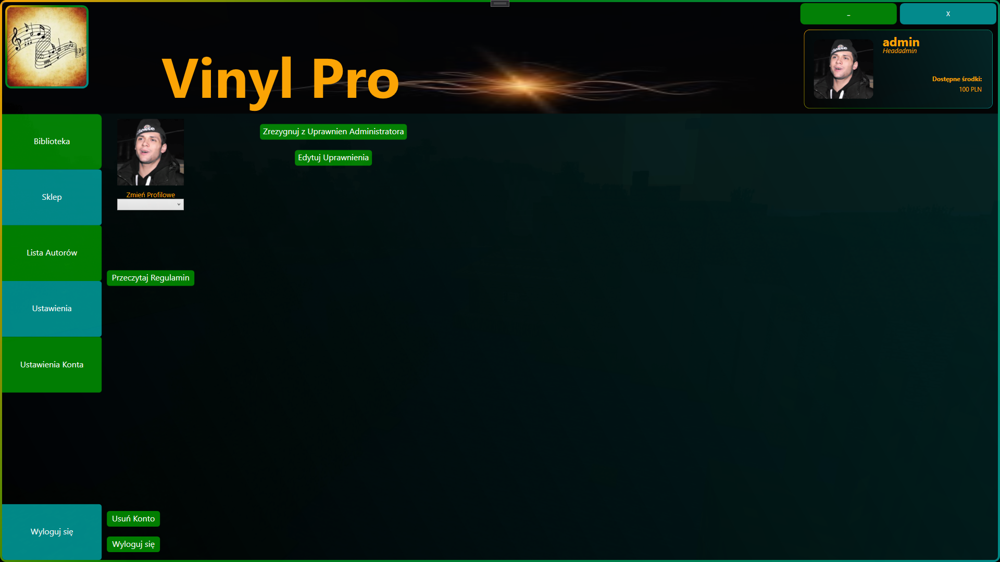 _
X
Vinyl Pro
admin
Headadmin
Dostępne środki:
100 PLN
Biblioteka
Sklep
Lista Autorów
Ustawienia
Ustawienia Konta
Wyloguj się
Zmień Profilowe
Zrezygnuj z Uprawnien Administratora
Edytuj Uprawnienia
Przeczytaj Regulamin
Usuń Konto
Wyloguj się